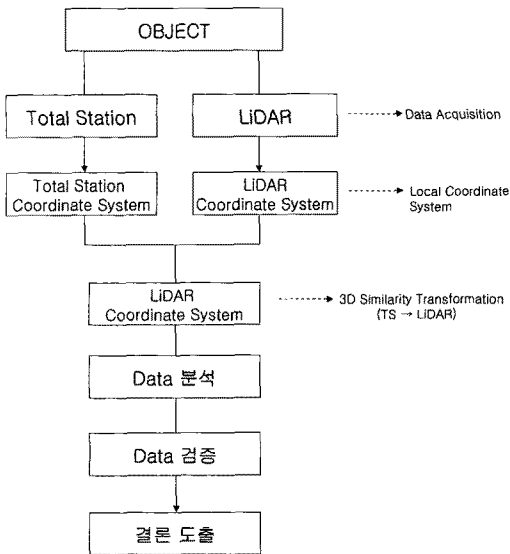 OBJECT
Total Station
LiDAR
Data Acquisition
Total Station
Coordinate System
LiDAR
Coordinate System
Local Coordinate
System
LiDAR
Coordinate System
3D Similarity Transformation
(TS → LiDAR)
Data 분석
Data 검증
결론 도출